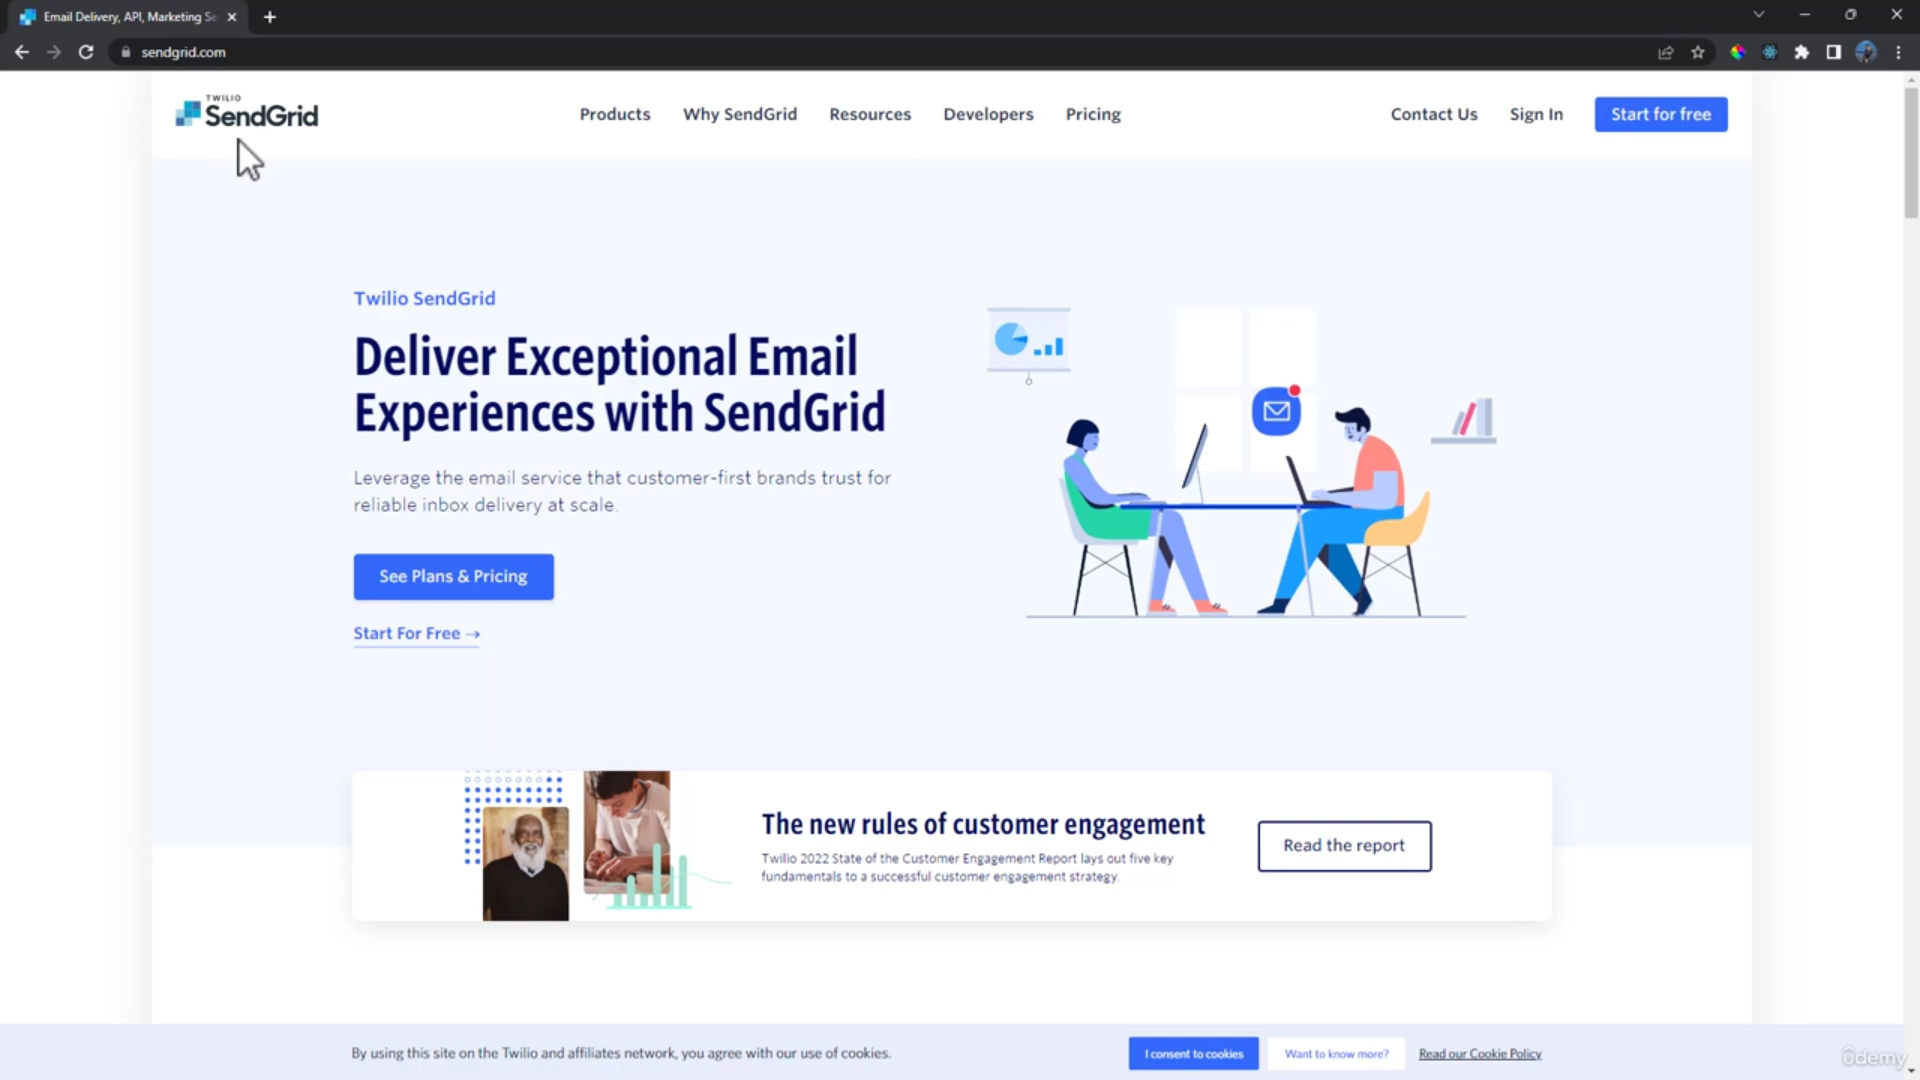 Email Delivery, API, Marketing Se
sendgrid.com
TWILIO
SendGrid
Products
Why SendGrid
Resources
Developers
Pricing
Contact Us
Sign In
Start for free
Twilio SendGrid
Deliver Exceptional Email
Experiences with SendGrid
Leverage the email service that customer-first brands trust for
reliable inbox delivery at scale.
See Plans & Pricing
Start For Free →
The new rules of customer engagement
Twilio 2022 State of the Customer Engagement Report lays out five key
fundamentals to a successful customer engagement strategy.
Read the report
By using this site on the Twilio and affiliates network, you agree with our use of cookies.
I consent to cookies
Want to know more?
Read our Cookie Policy
ûdemy